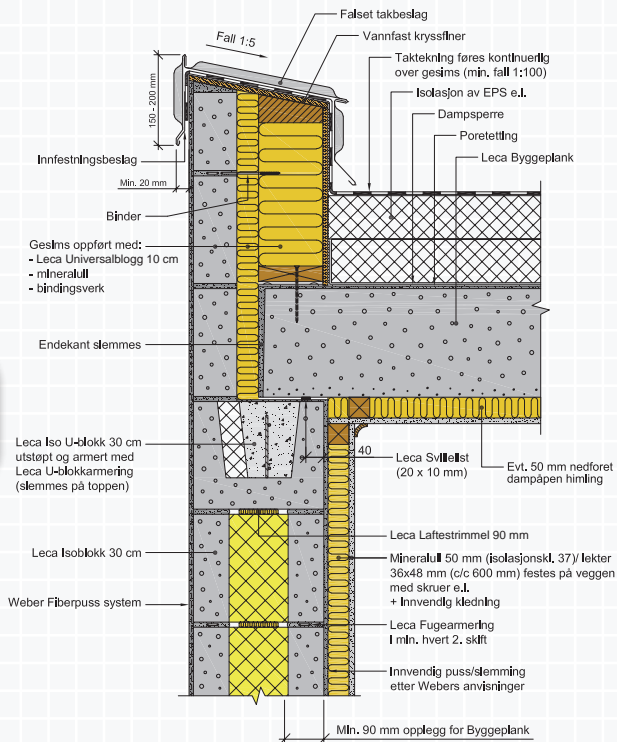 Falset takbeslag
Fall 1:5
Vannfast kryssfiner
Taktekning føres kontinuerlig
over gesims (min. fall 1:100)
Isolasjon av EPS e.l.
150 - 200 mm
Dampsperre
Poretetting
Innfestningsbeslag
Leca Byggeplank
Min. 20 mm
Binder
Gesims oppført med:
- Leca Universalblogg 10 cm
- mineralull
- bindingsverk
Endekant slemmes
Leca Iso U-blokk 30 cm
utstøpt og armert med
Leca U-blokkarmering
(slemmes på toppen)
40
Leca Svillelist
(20 x 10 mm)
Evt. 50 mm nedforet
dampåpen himling
Leca Laftestrimmel 90 mm
Leca Isoblokk 30 cm
Mineralull 50 mm (isolasjonskl. 37)/ lekter
36x48 mm (c/c 600 mm) festes på veggen
med skruer e.l.
+ innvendig kledning
Weber Fiberpuss system
Leca Fugearmering
i min. hvert 2. skift
Innvendig puss/slemming
etter Webers anvisninger
Min. 90 mm opplegg for Byggeplank